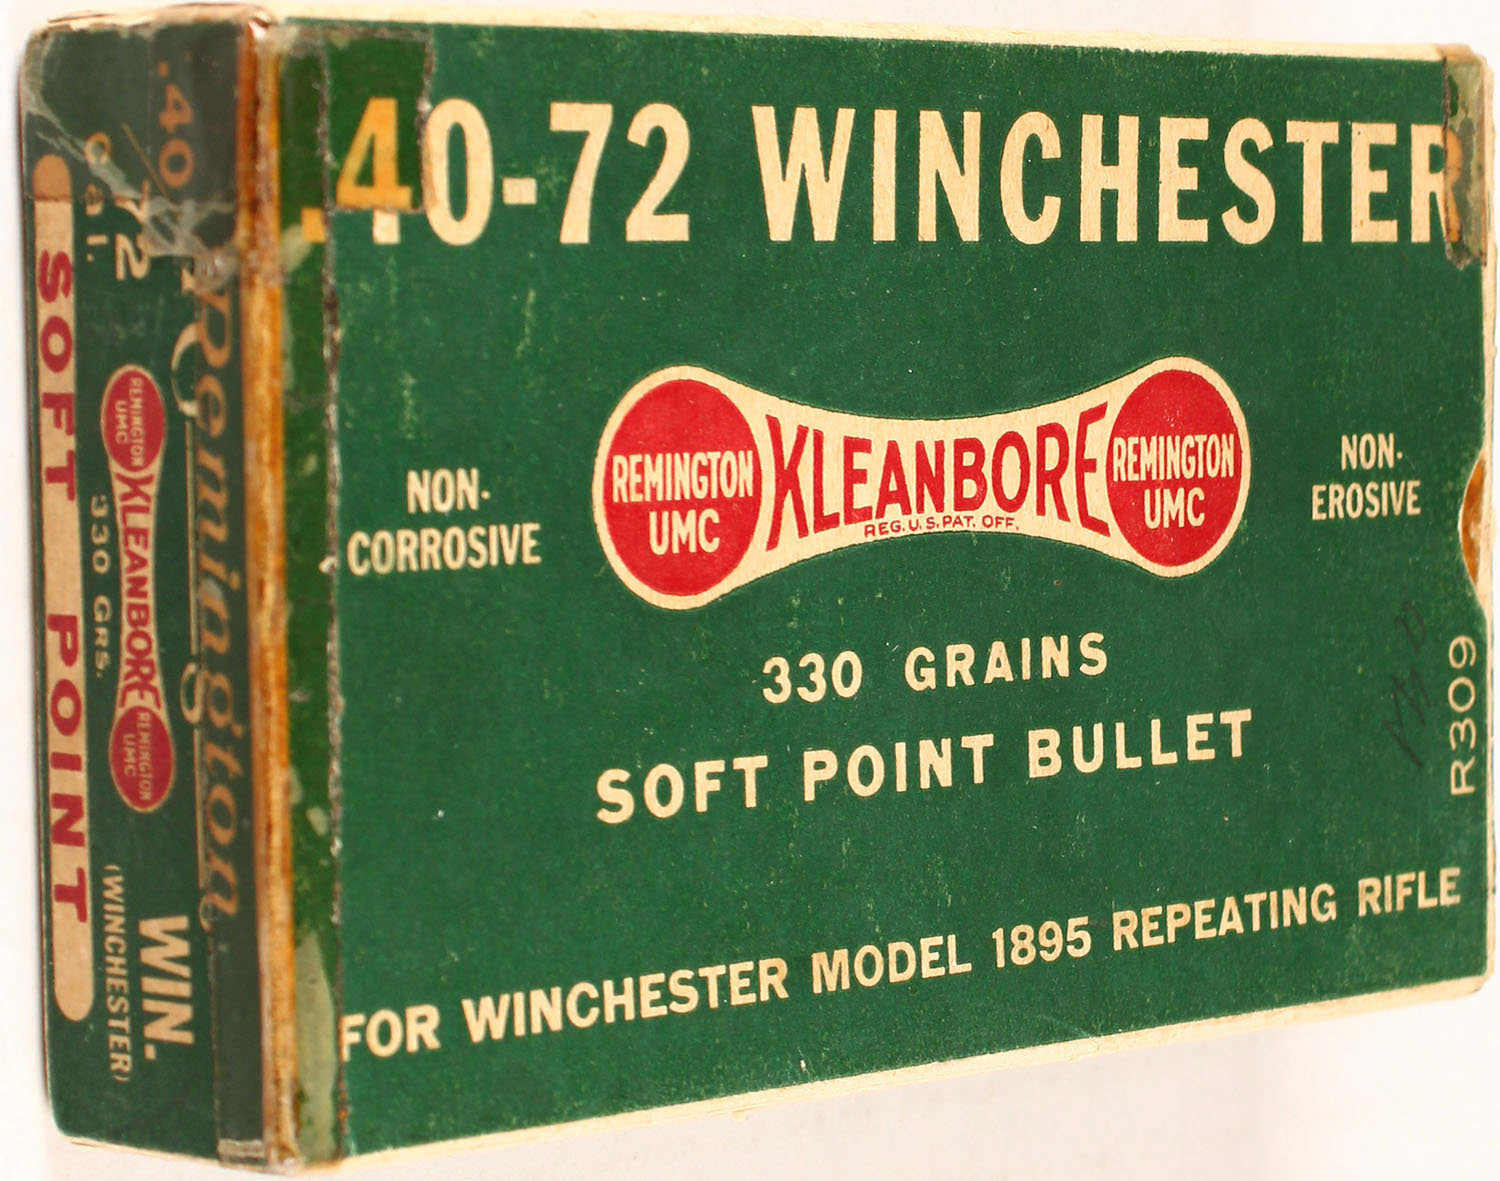 .40-72 WINCHESTER
NON-
CORROSIVE
REMINGTON
UMC
KLEANBORE
REG. U. S. PAT. OFF.
REMINGTON
UMC
NON-
EROSIVE
330 GRAINS
SOFT POINT BULLET
FOR WINCHESTER MODEL 1895 REPEATING RIFLE
R309
Remington
.40
72
WIN.
REMINGTON
UMC
KLEANBORE
REMINGTON
UMC
Cal.
330 GRS.
(WINCHESTER)
SOFT POINT